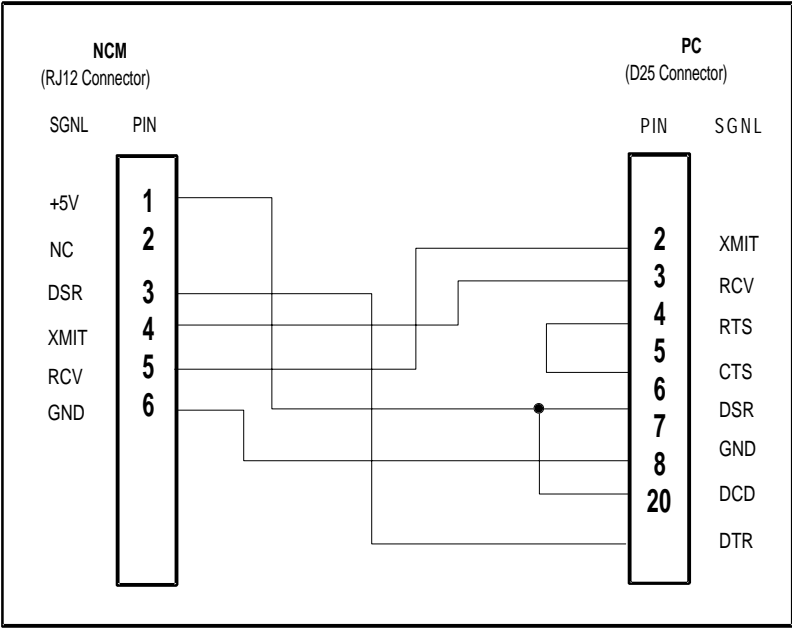 NCM
(RJ12 Connector)
SGNL PIN
+5V 1
NC 2
DSR 3
XMIT 4
RCV 5
GND 6
PC
(D25 Connector)
PIN SGNL
2 XMIT
3 RCV
4 RTS
5 CTS
6 DSR
7 GND
8 DCD
20 DTR